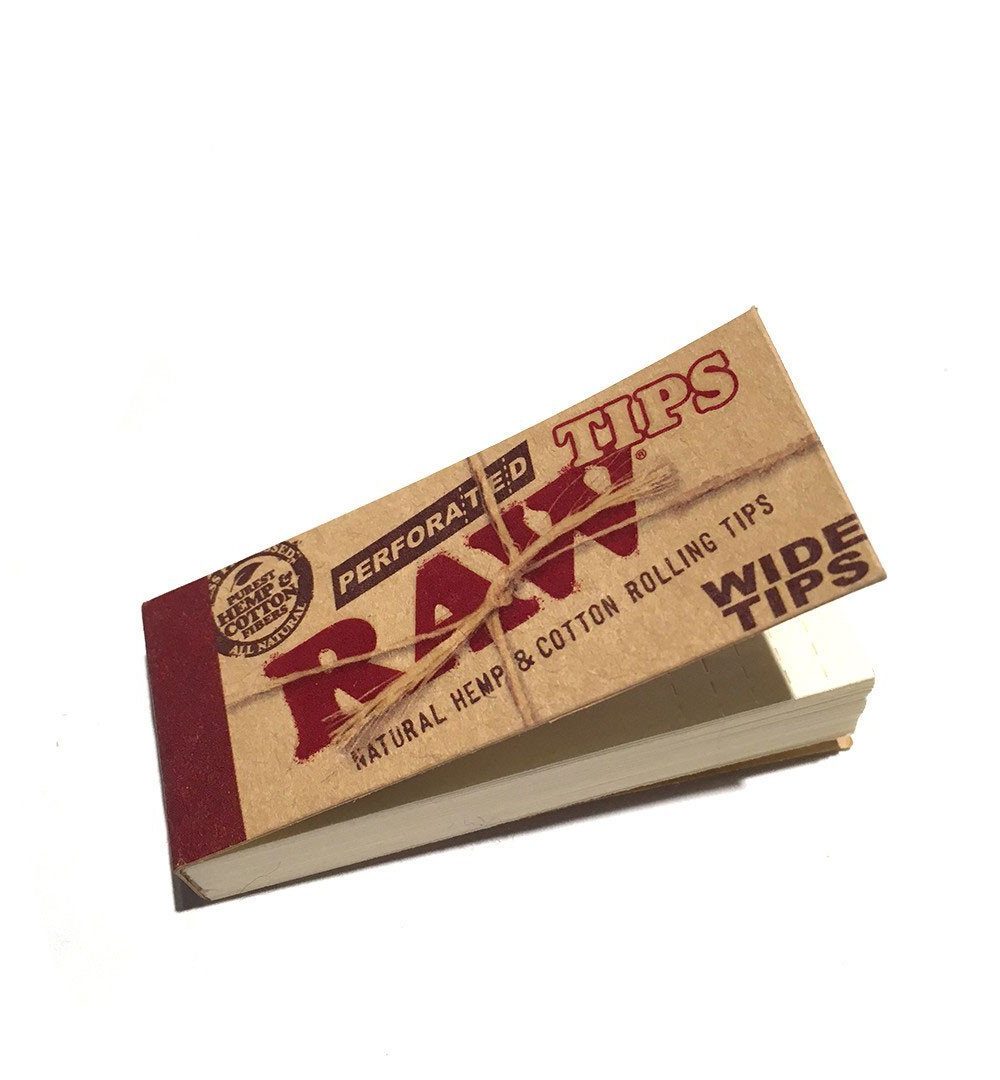 PERFORATED
TIPS
RAW®
NATURAL HEMP & COTTON ROLLING TIPS
WIDE
TIPS
PUREST
HEMP &
COTTON
FIBERS
ALL NATURAL